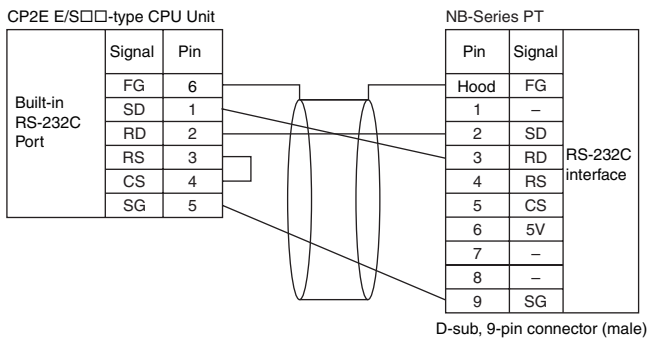 CP2E E/S□□-type CPU Unit
NB-Series PT
Signal Pin
Pin Signal
FG 6
Hood FG
SD 1
1 –
RD 2
2 SD
RS 3
3 RD
CS 4
4 RS
SG 5
5 CS
6 5V
7 –
8 –
9 SG
Built-in
RS-232C
Port
RS-232C
interface
D-sub, 9-pin connector (male)